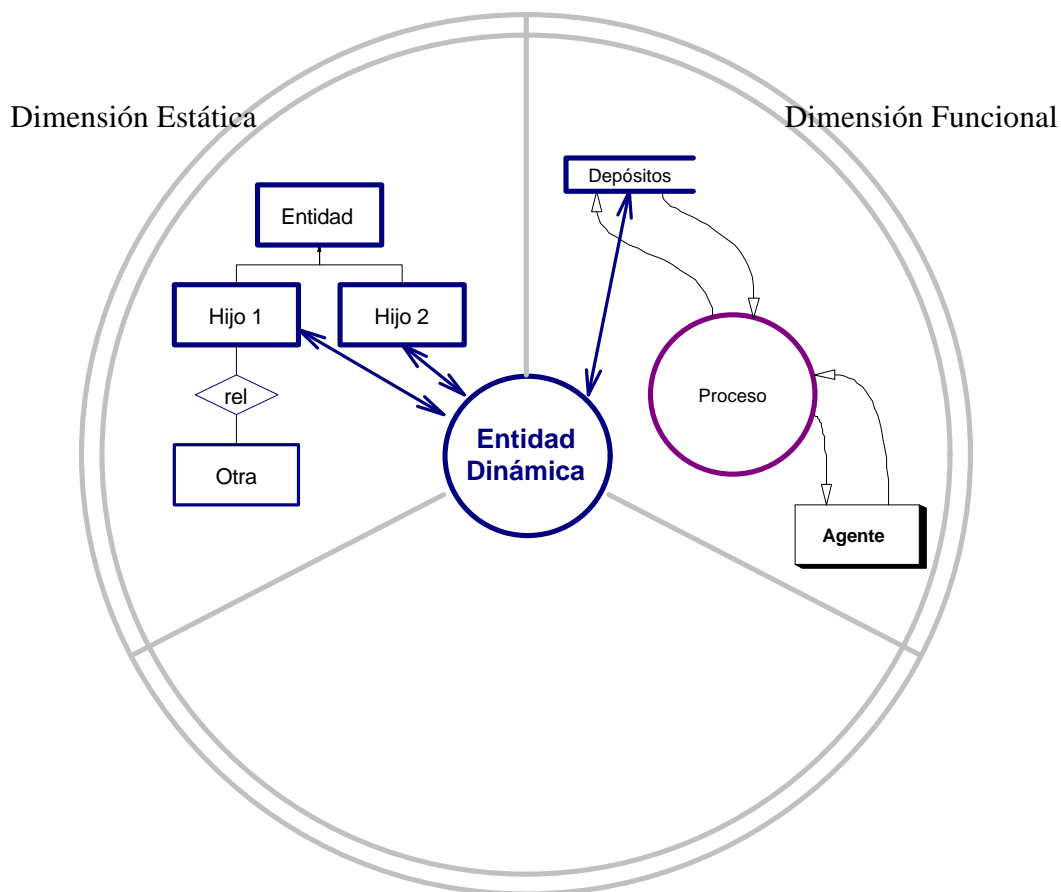 Dimensión Estática
Dimensión Funcional
Entidad
Hijo 1
Hijo 2
rel
Otra
Entidad
Dinámica
Depósitos
Proceso
Agente